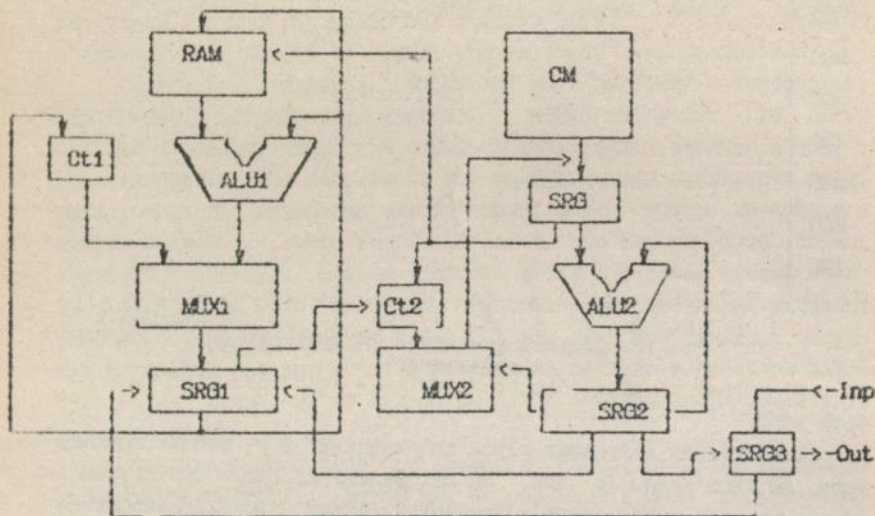 RAM
CM
Ct1
ALU1
SRG
MUX1
Ct2
ALU2
MUX2
SRG1
SRG2
Inp
SRG3
Out